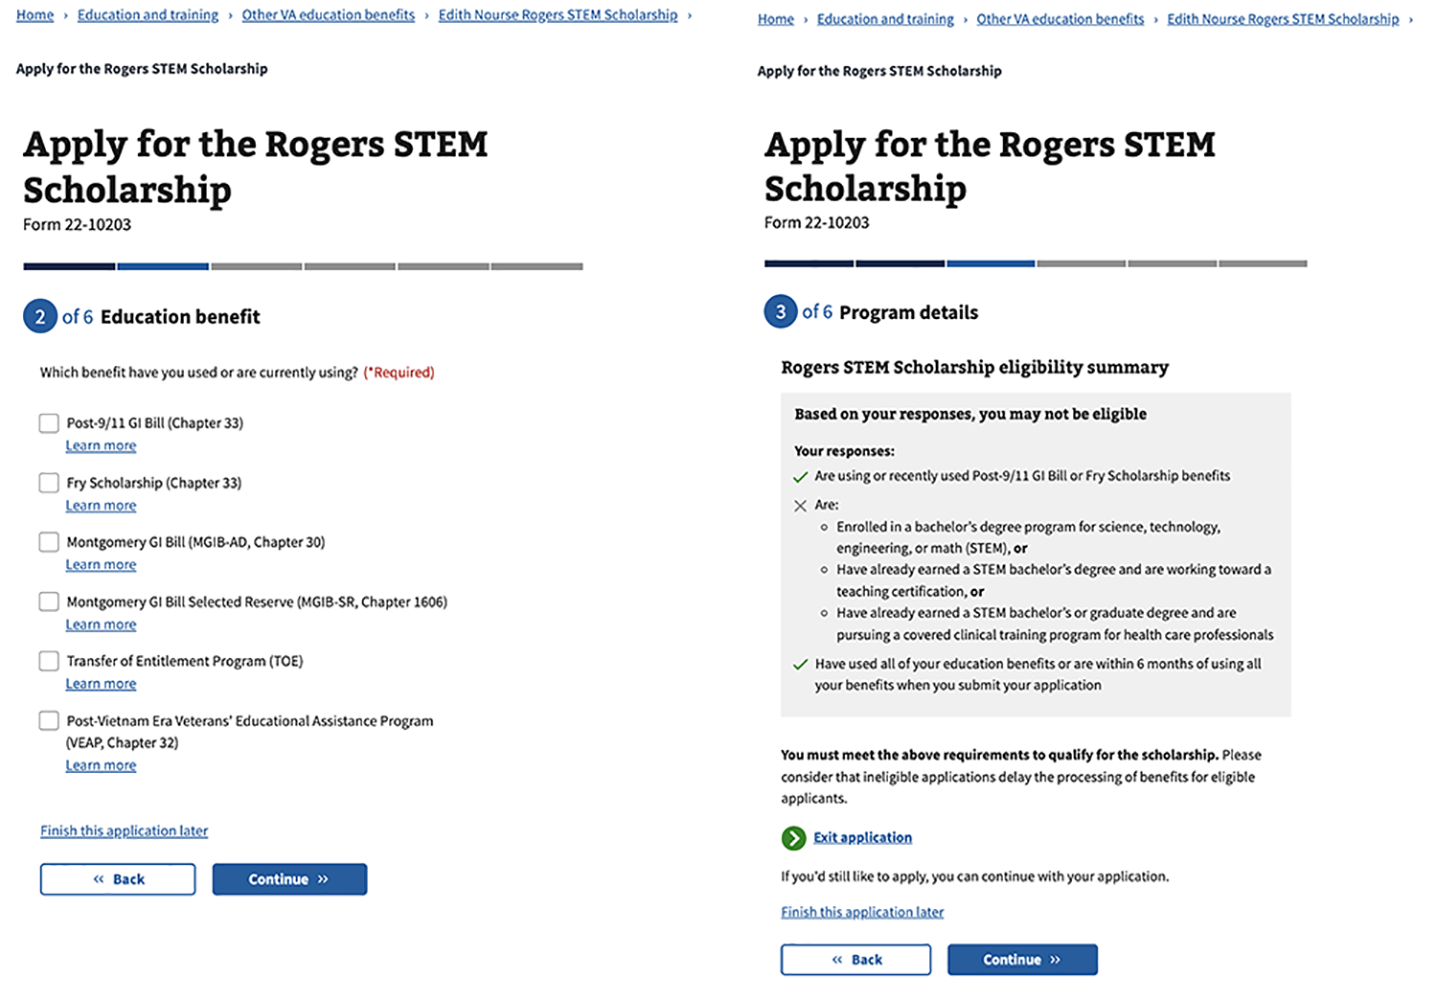 Home › Education and training › Other VA education benefits › Edith Nourse Rogers STEM Scholarship ›
Apply for the Rogers STEM Scholarship
Apply for the Rogers STEM
Scholarship
Form 22-10203
2 of 6 Education benefit
Which benefit have you used or are currently using? (*Required)
Post-9/11 GI Bill (Chapter 33)
Learn more
Fry Scholarship (Chapter 33)
Learn more
Montgomery GI Bill (MGIB-AD, Chapter 30)
Learn more
Montgomery GI Bill Selected Reserve (MGIB-SR, Chapter 1606)
Learn more
Transfer of Entitlement Program (TOE)
Learn more
Post-Vietnam Era Veterans’ Educational Assistance Program
(VEAP, Chapter 32)
Learn more
Finish this application later
« Back Continue »
Home › Education and training › Other VA education benefits › Edith Nourse Rogers STEM Scholarship ›
Apply for the Rogers STEM Scholarship
Apply for the Rogers STEM
Scholarship
Form 22-10203
3 of 6 Program details
Rogers STEM Scholarship eligibility summary
Based on your responses, you may not be eligible
Your responses:
Are using or recently used Post-9/11 GI Bill or Fry Scholarship benefits
Are:
Enrolled in a bachelor’s degree program for science, technology,
engineering, or math (STEM), or
Have already earned a STEM bachelor’s degree and are working toward a
teaching certification, or
Have already earned a STEM bachelor’s or graduate degree and are
pursuing a covered clinical training program for health care professionals
Have used all of your education benefits or are within 6 months of using all
your benefits when you submit your application
You must meet the above requirements to qualify for the scholarship. Please
consider that ineligible applications delay the processing of benefits for eligible
applicants.
Exit application
If you’d still like to apply, you can continue with your application.
Finish this application later
« Back Continue »